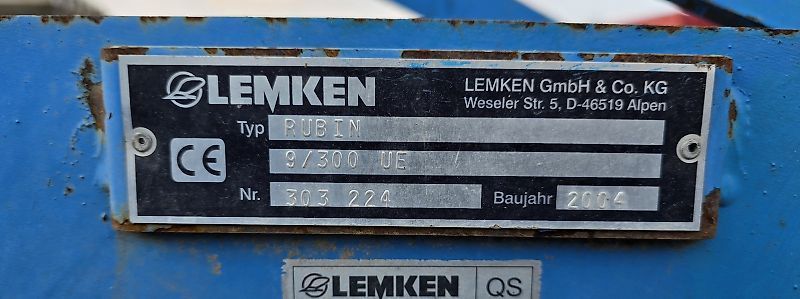 LEMKEN
LEMKEN GmbH & Co. KG
Weseler Str. 5, D-46519 Alpen
Typ RUBIN
CE 9/300 UE
Nr. 303 224 Baujahr 2004
LEMKEN QS